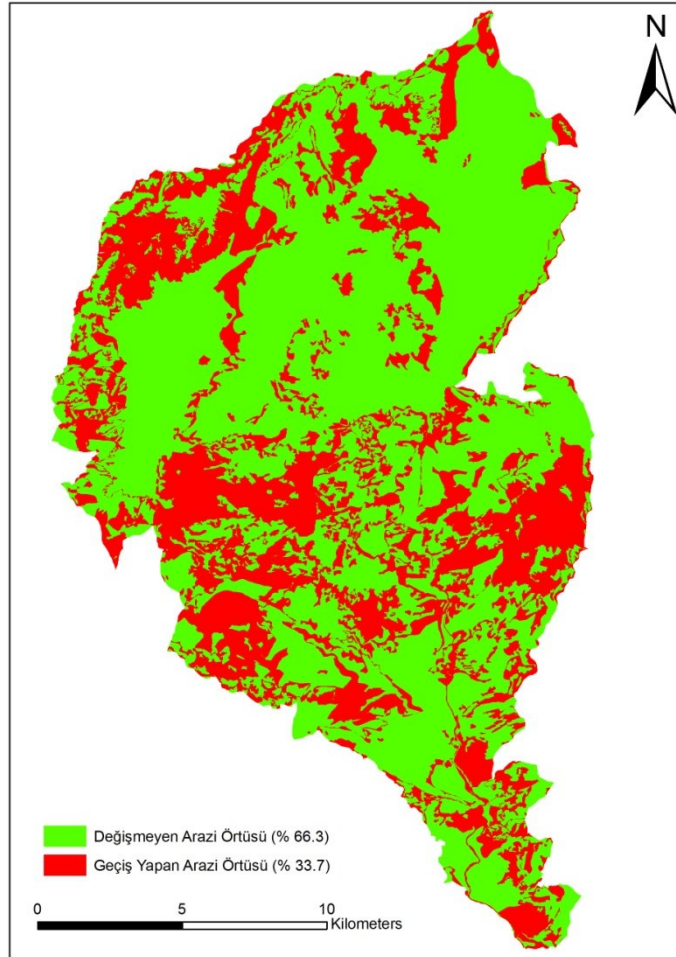 N
Değişmeyen Arazi Örtüsü (% 66.3)
Geçiş Yapan Arazi Örtüsü (% 33.7)
0 5 10
Kilometers